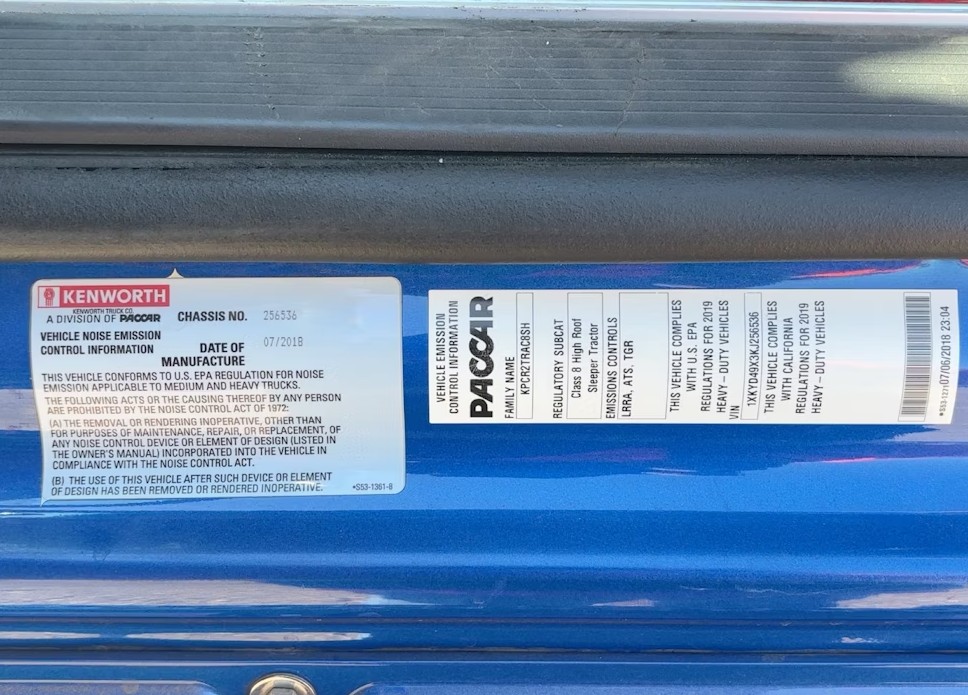 KENWORTH
KENWORTH TRUCK CO.
A DIVISION OF PACCAR
CHASSIS NO. 256536
VEHICLE NOISE EMISSION
CONTROL INFORMATION
DATE OF 07/2018
MANUFACTURE
THIS VEHICLE CONFORMS TO U.S. EPA REGULATION FOR NOISE
EMISSION APPLICABLE TO MEDIUM AND HEAVY TRUCKS.
THE FOLLOWING ACTS OR THE CAUSING THEREOF BY ANY PERSON
ARE PROHIBITED BY THE NOISE CONTROL ACT OF 1972:
(A) THE REMOVAL OR RENDERING INOPERATIVE, OTHER THAN
FOR PURPOSES OF MAINTENANCE, REPAIR, OR REPLACEMENT, OF
ANY NOISE CONTROL DEVICE OR ELEMENT OF DESIGN (LISTED IN
THE OWNER'S MANUAL) INCORPORATED INTO THE VEHICLE IN
COMPLIANCE WITH THE NOISE CONTROL ACT.
(B) THE USE OF THIS VEHICLE AFTER SUCH DEVICE OR ELEMENT
OF DESIGN HAS BEEN REMOVED OR RENDERED INOPERATIVE.
*S53-1361-B
VEHICLE EMISSION
CONTROL INFORMATION
PACCAR
FAMILY NAME
KPCR2TRAC8SH
REGULATORY SUBCAT
Class 8 High Roof
Sleeper Tractor
EMISSIONS CONTROLS
LRRA, ATS, TGR
THIS VEHICLE COMPLIES
WITH U.S. EPA
REGULATIONS FOR 2019
HEAVY-DUTY VEHICLES
VIN
1XKYD49X9KJ256536
THIS VEHICLE COMPLIES
WITH CALIFORNIA
REGULATIONS FOR 2019
HEAVY-DUTY VEHICLES
07/06/2018 23:04